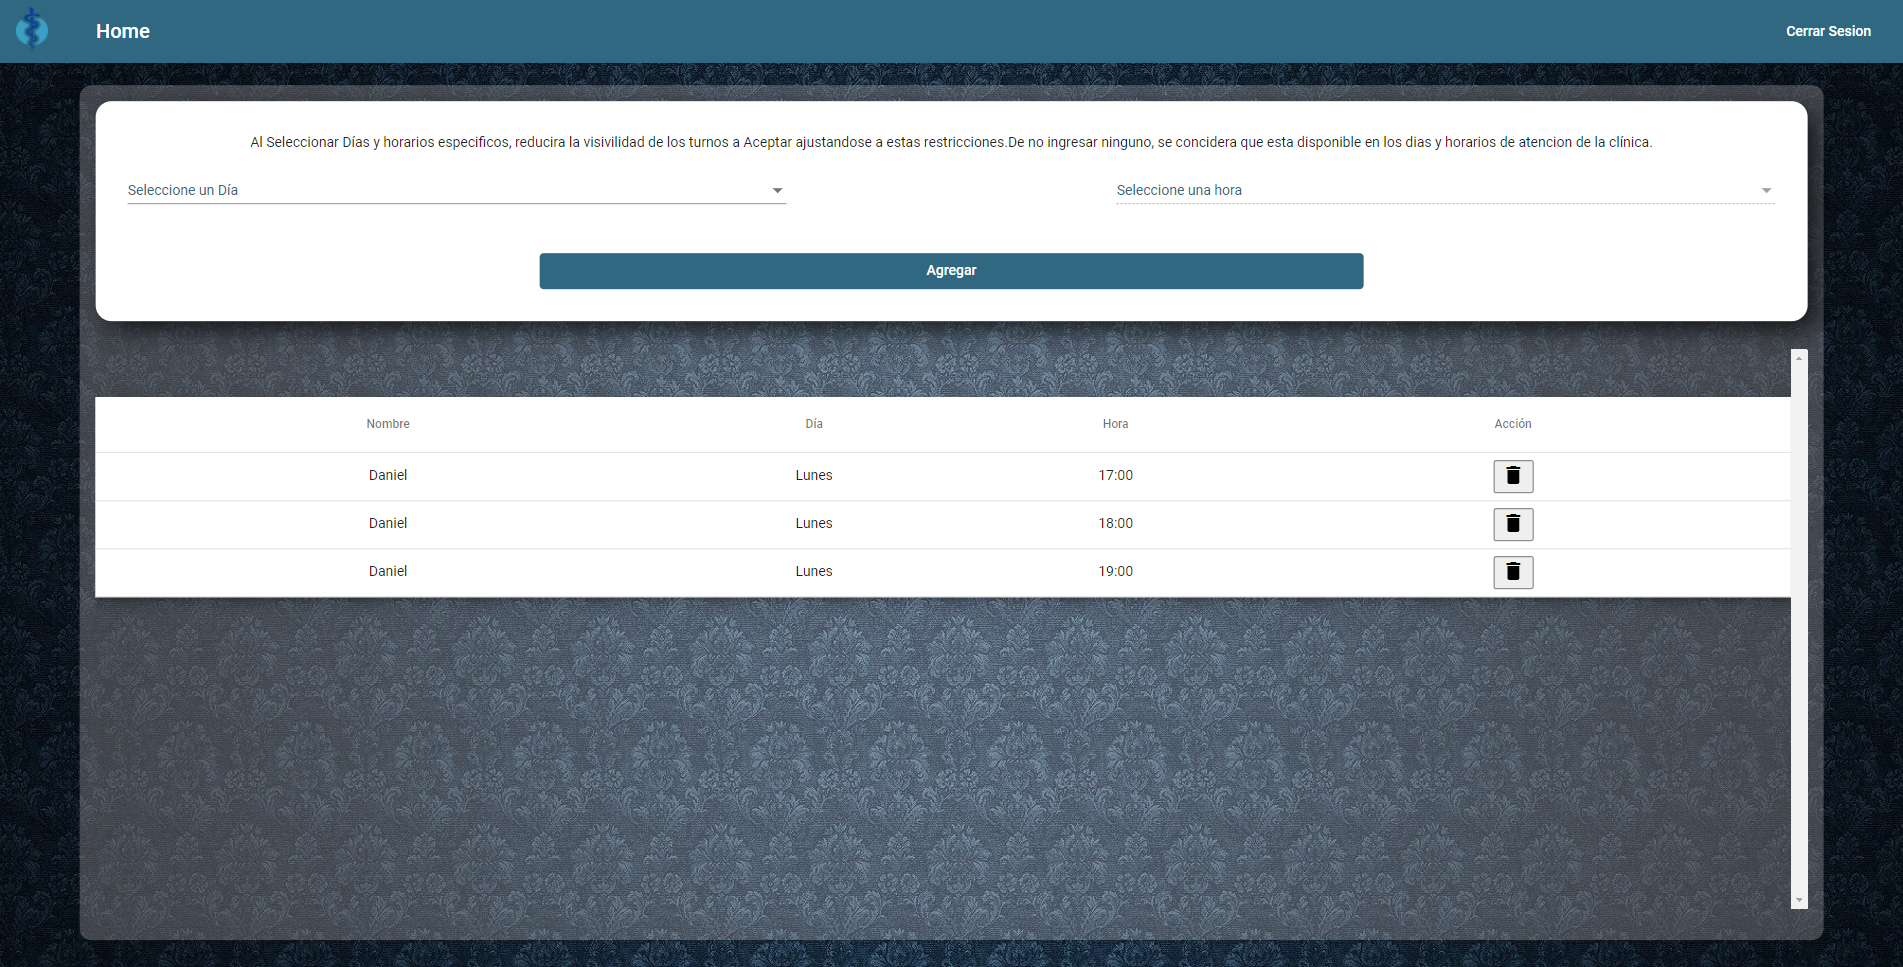 Home
Cerrar Sesion
Al Seleccionar Días y horarios especificos, reducira la visivilidad de los turnos a Aceptar ajustandose a estas restricciones.De no ingresar ninguno, se concidera que esta disponible en los dias y horarios de atencion de la clínica.
Seleccione un Día
Seleccione una hora
Agregar
Nombre Día Hora Acción
Daniel Lunes 17:00
Daniel Lunes 18:00
Daniel Lunes 19:00